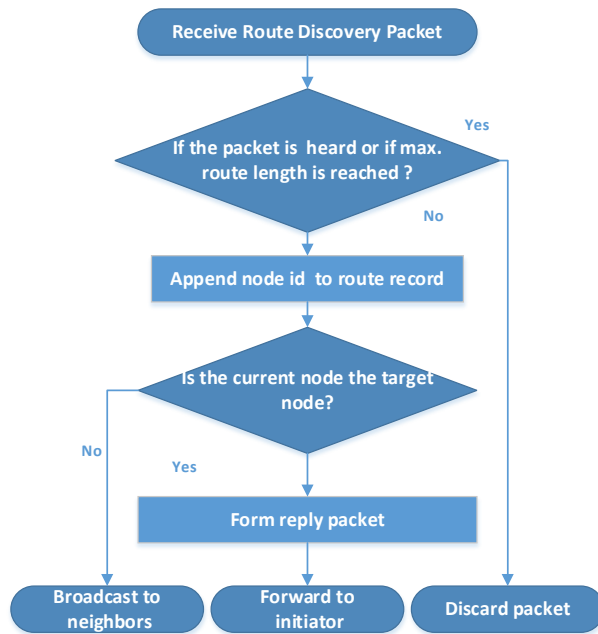 Receive Route Discovery Packet
Yes
If the packet is heard or if max.
route length is reached ?
No
Append node id to route record
Is the current node the target
node?
No
Yes
Form reply packet
Broadcast to
neighbors
Forward to
initiator
Discard packet